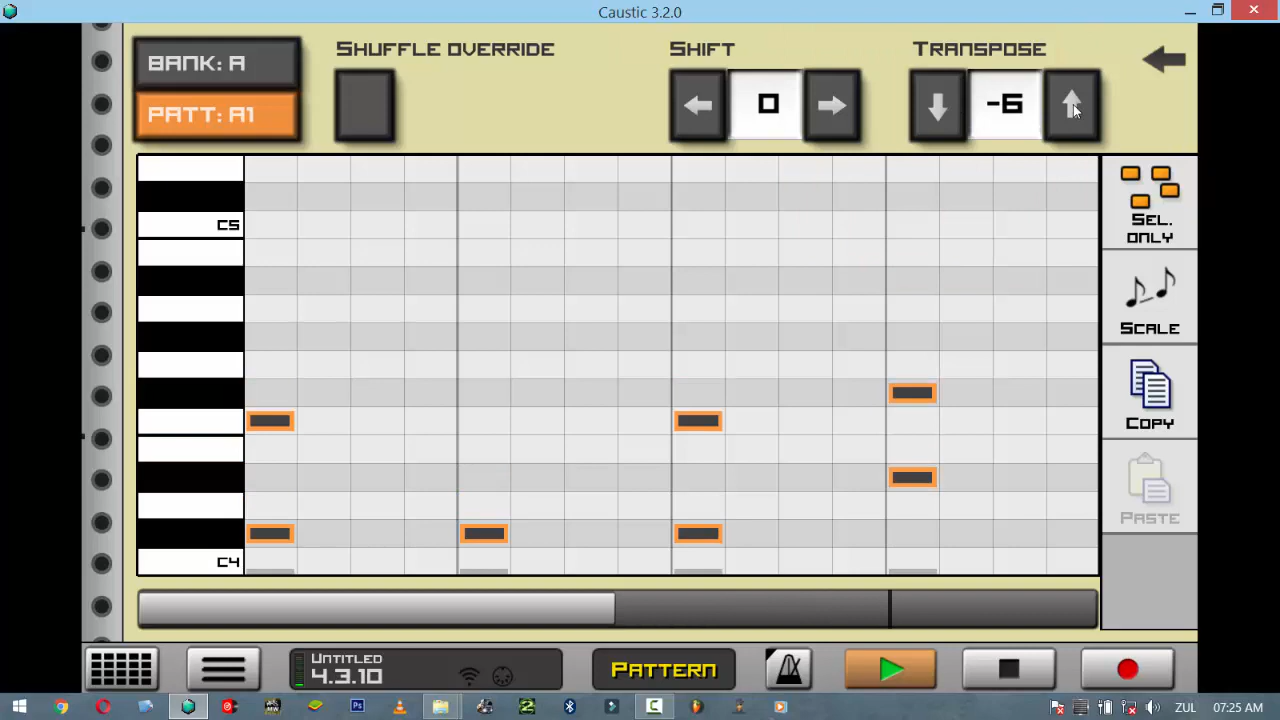 Caustic 3.2.0
BANK: A
PATT: A1
SHUFFLE OVERRIDE
SHIFT
0
TRANSPOSE
-6
C5
C4
SEL. ONLY
SCALE
COPY
PASTE
UNTITLED
4.3.10
PATTERN
ZUL
07:25 AM